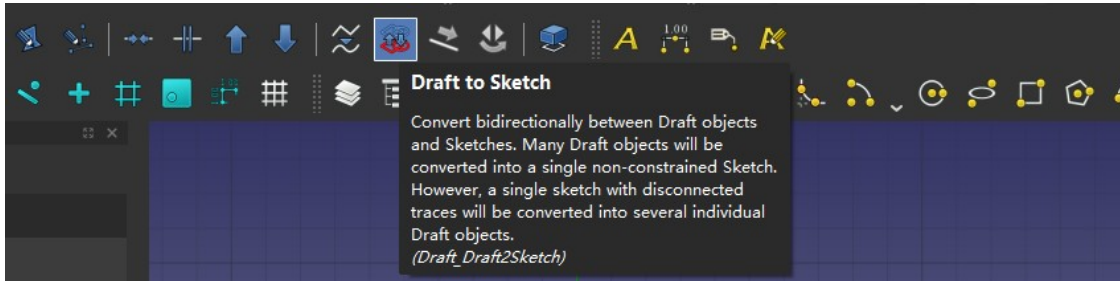 1.00
A
Draft to Sketch
Convert bidirectionally between Draft objects
and Sketches. Many Draft objects will be
converted into a single non-constrained Sketch.
However, a single sketch with disconnected
traces will be converted into several individual
Draft objects.
(Draft_Draft2Sketch)